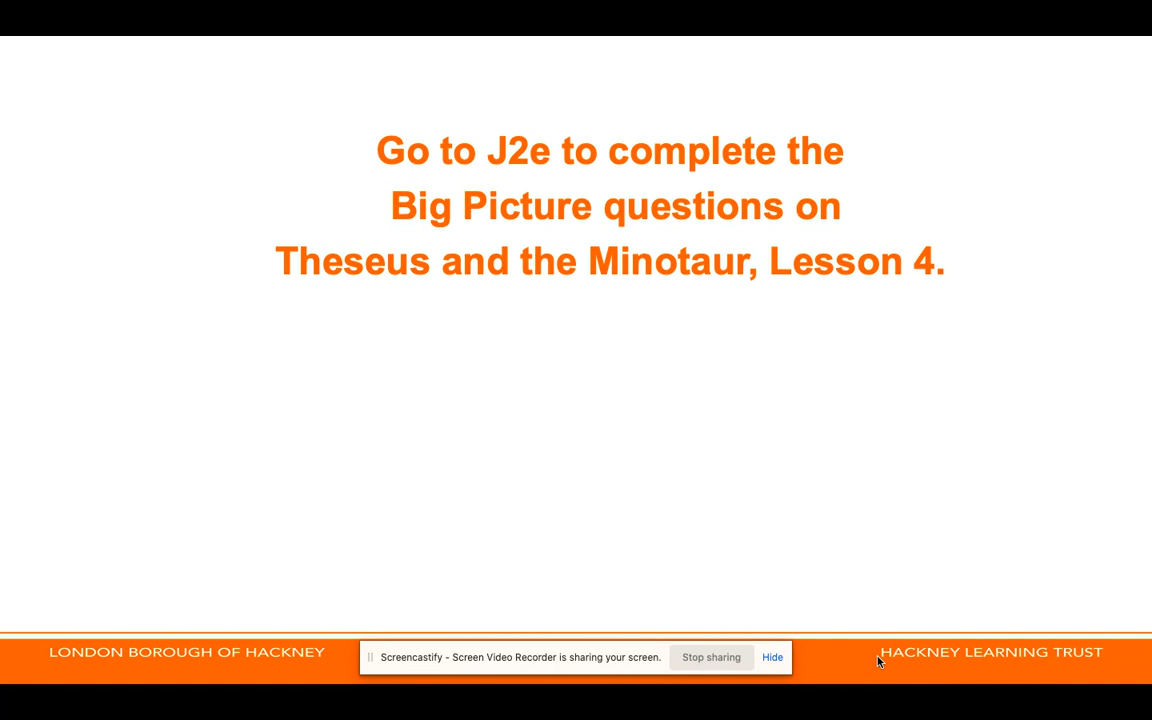 Go to J2e to complete the
Big Picture questions on
Theseus and the Minotaur, Lesson 4.
LONDON BOROUGH OF HACKNEY
Screencastify - Screen Video Recorder is sharing your screen.
Stop sharing
Hide
HACKNEY LEARNING TRUST